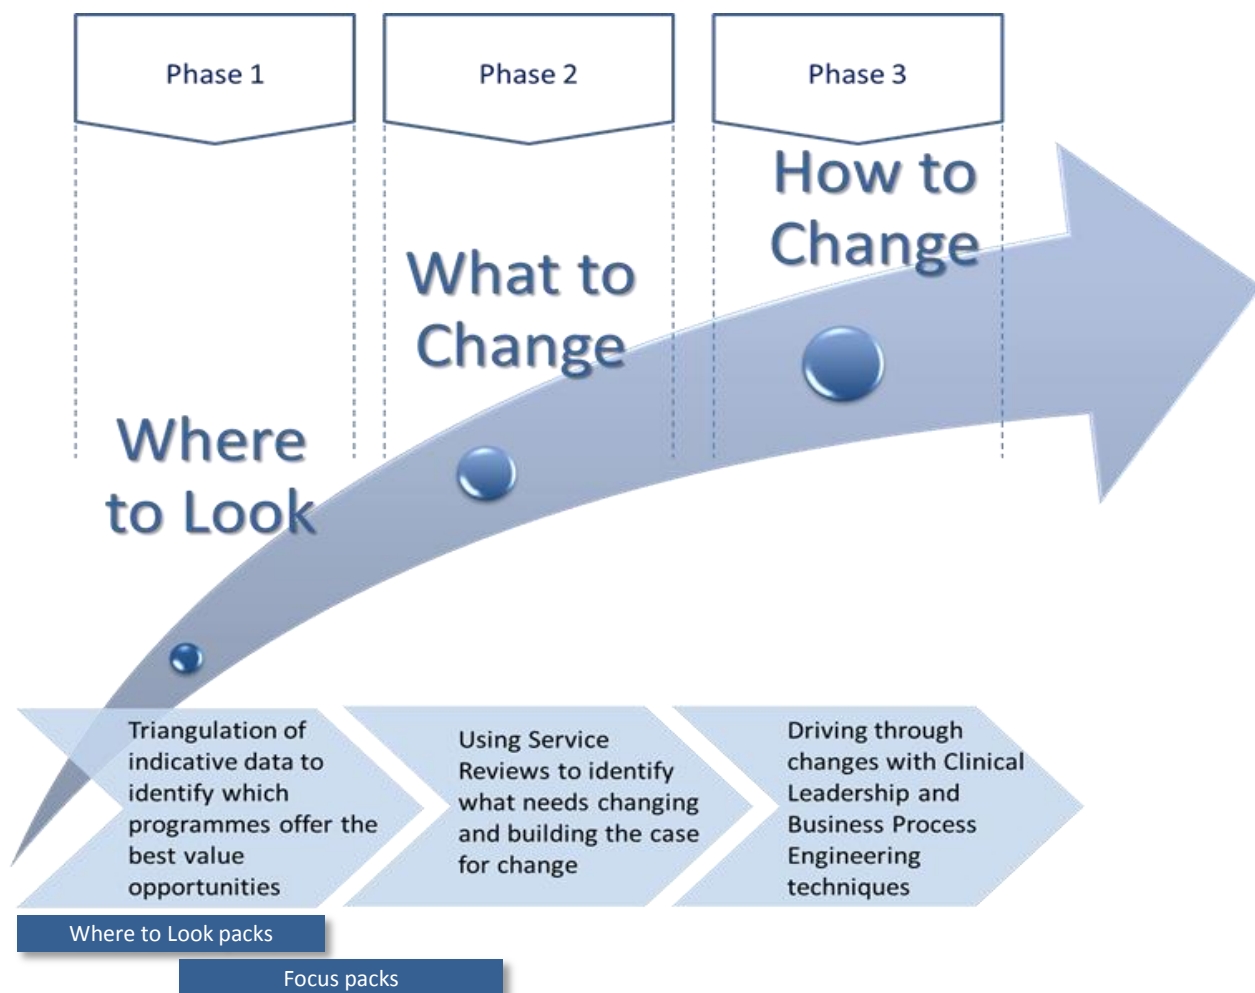 Phase 1
Phase 2
Phase 3
How to
Change
What to
Change
Where
to Look
Triangulation of
indicative data to
identify which
programmes offer the
best value
opportunities
Using Service
Reviews to identify
what needs changing
and building the case
for change
Driving through
changes with Clinical
Leadership and
Business Process
Engineering
techniques
Where to Look packs
Focus packs